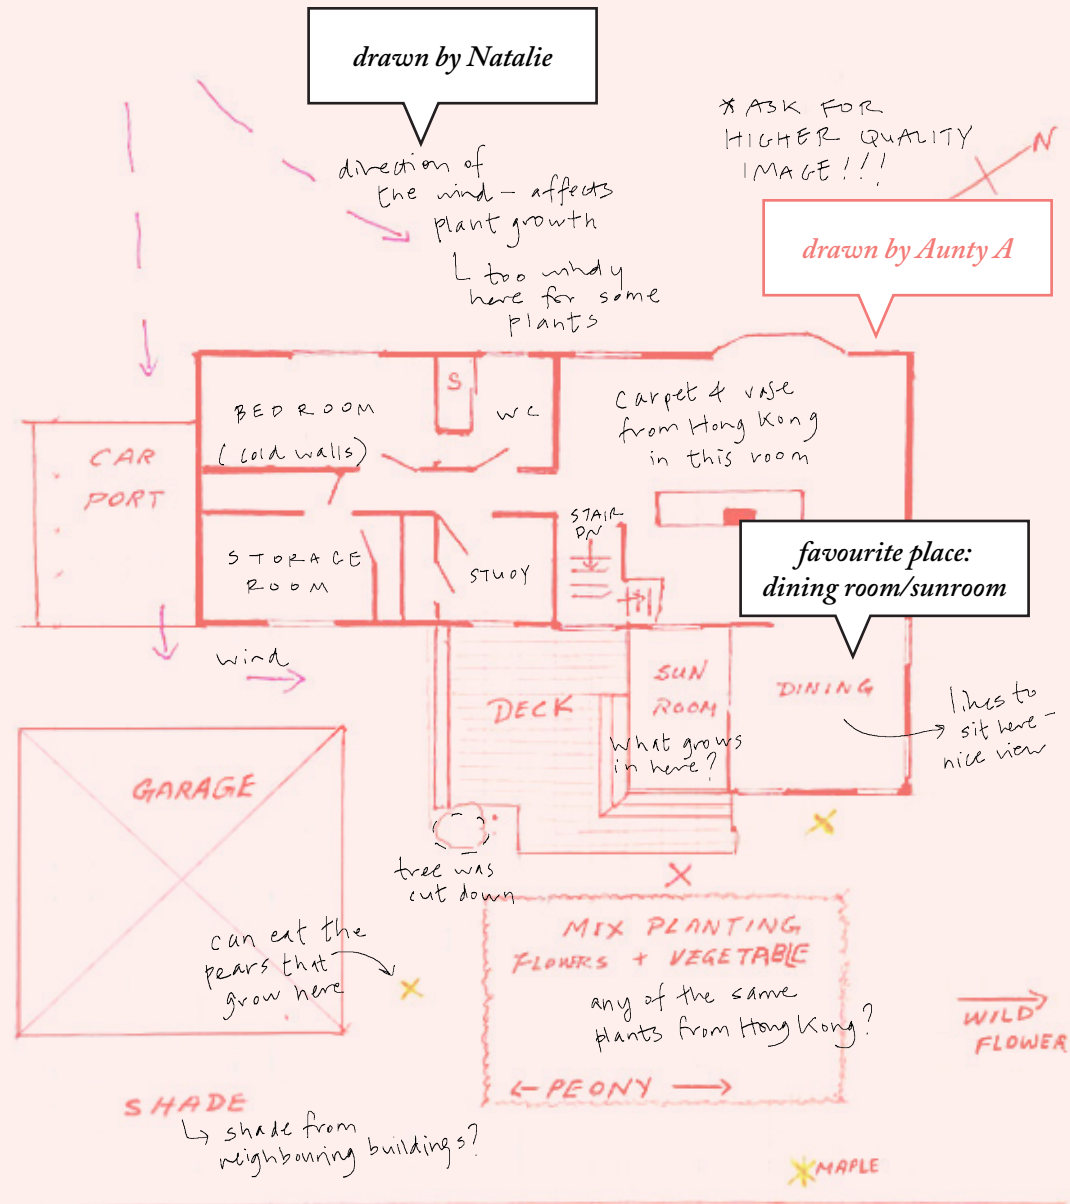 drawn by Natalie
* ASK FOR
HIGHER QUALITY
IMAGE!!!
N
direction of
the wind – affects
plant growth
too windy
here for some
plants
drawn by Aunty A
BEDROOM
(cold walls)
S
WC
carpet & vase
from Hong Kong
in this room
CAR
PORT
STORAGE
ROOM
STUDY
STAIR
DN
favourite place:
dining room/sunroom
wind
DECK
SUN
ROOM
what grows
in here?
DINING
likes to
sit here –
nice view
GARAGE
tree was
cut down
can eat the
pears that
grow here
MIX PLANTING
FLOWERS + VEGETABLE
any of the same
plants from Hong Kong?
PEONY
WILD
FLOWER
SHADE
shade from
neighbouring buildings?
MAPLE